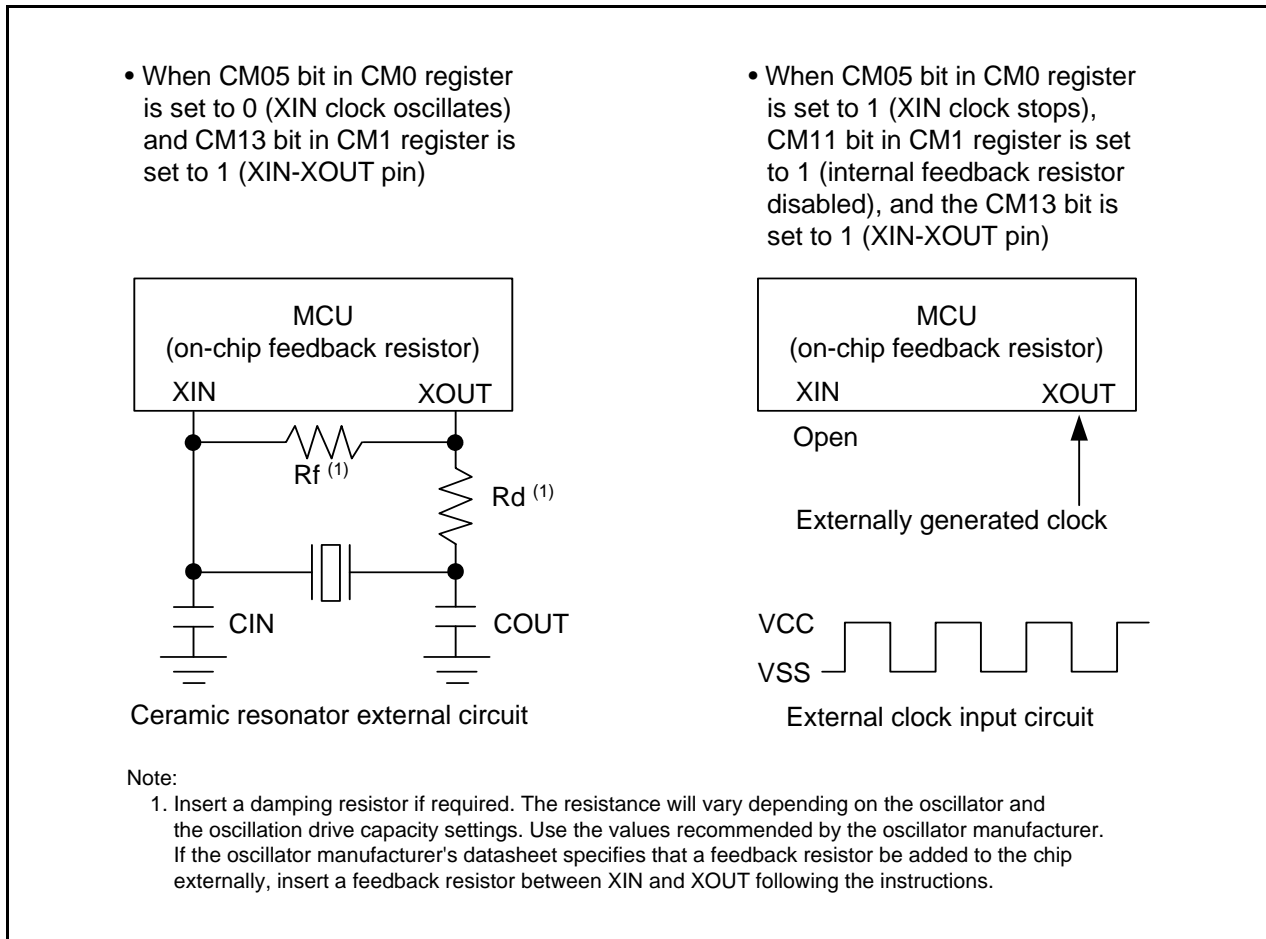 • When CM05 bit in CM0 register
is set to 0 (XIN clock oscillates)
and CM13 bit in CM1 register is
set to 1 (XIN-XOUT pin)
MCU
(on-chip feedback resistor)
XIN
XOUT
Rf (1)
Rd (1)
CIN
COUT
Ceramic resonator external circuit
• When CM05 bit in CM0 register
is set to 1 (XIN clock stops),
CM11 bit in CM1 register is set
to 1 (internal feedback resistor
disabled), and the CM13 bit is
set to 1 (XIN-XOUT pin)
MCU
(on-chip feedback resistor)
XIN
XOUT
Open
Externally generated clock
VCC
VSS
External clock input circuit
Note:
1. Insert a damping resistor if required. The resistance will vary depending on the oscillator and
the oscillation drive capacity settings. Use the values recommended by the oscillator manufacturer.
If the oscillator manufacturer's datasheet specifies that a feedback resistor be added to the chip
externally, insert a feedback resistor between XIN and XOUT following the instructions.